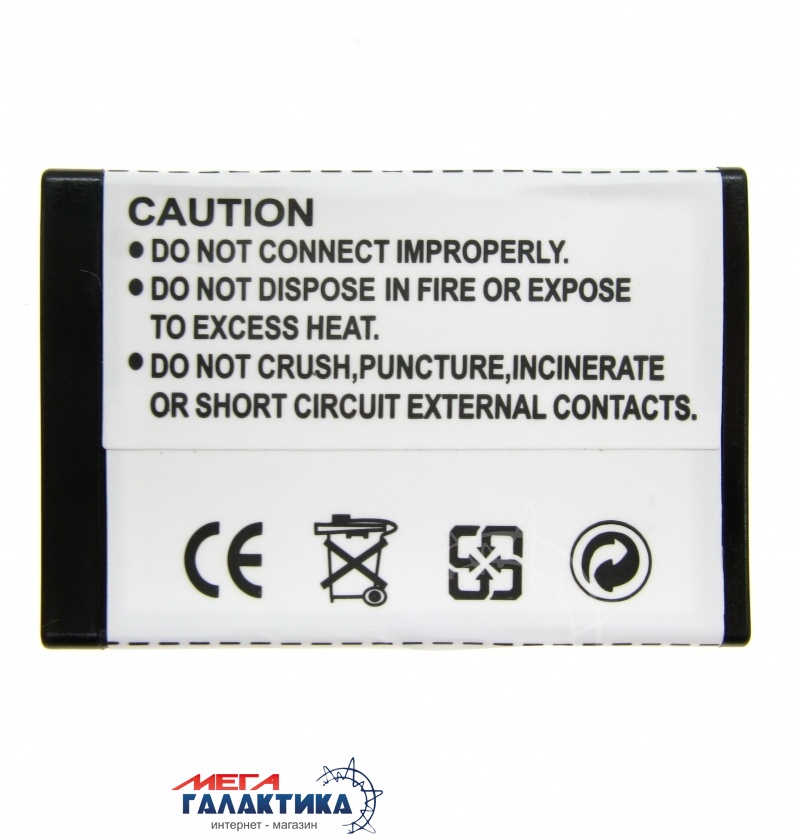 CAUTION
• DO NOT CONNECT IMPROPERLY.
• DO NOT DISPOSE IN FIRE OR EXPOSE
TO EXCESS HEAT.
• DO NOT CRUSH,PUNCTURE,INCINERATE
OR SHORT CIRCUIT EXTERNAL CONTACTS.
CE
МЕГА
ГАЛАКТИКА
интернет - магазин